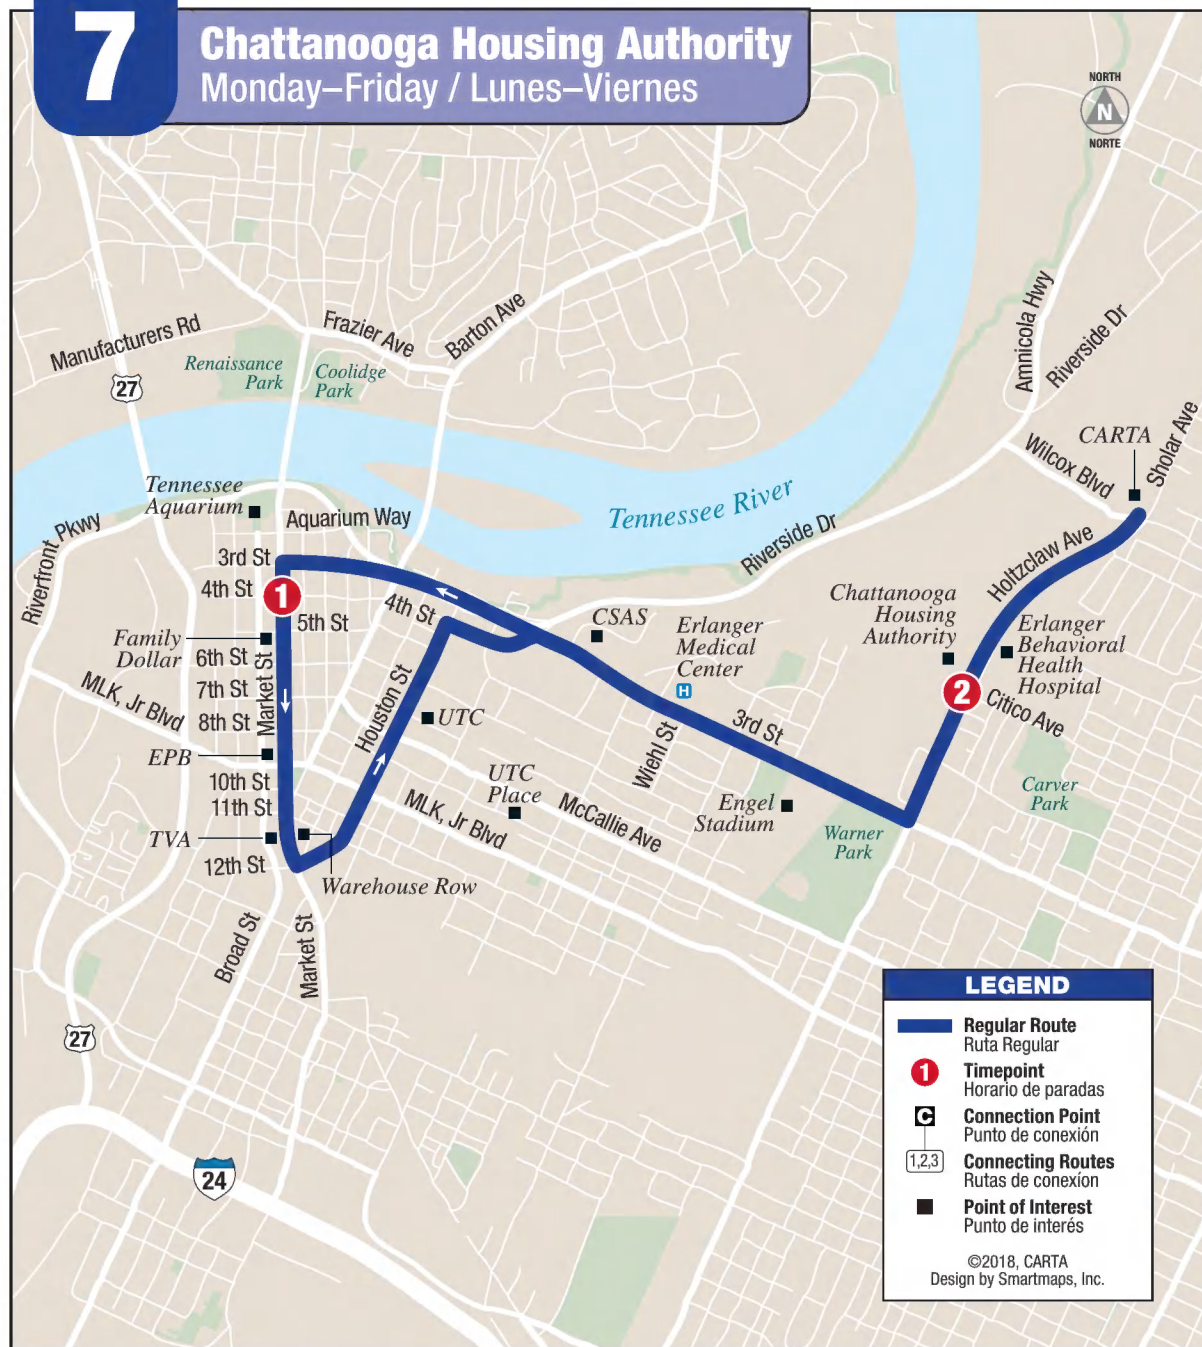 7
Chattanooga Housing Authority
Monday–Friday / Lunes–Viernes
NORTH
N
NORTE
Manufacturers Rd
Frazier Ave
Barton Ave
Renaissance
Park
Coolidge
Park
27
Amnicola Hwy
Riverside Dr
CARTA
Sholar Ave
Wilcox Blvd
Tennessee
Aquarium
Aquarium Way
Tennessee River
Riverside Dr
Riverfront Pkwy
Holtzclaw Ave
3rd St
4th St
1
5th St
4th St
CSAS
Erlanger
Medical
Center
H
Chattanooga
Housing
Authority
Erlanger
Behavioral
Health
Hospital
Family
Dollar
6th St
7th St
8th St
Market St
MLK, Jr Blvd
Houston St
UTC
2
Citico Ave
3rd St
Wiehl St
EPB
10th St
11th St
UTC
Place
McCallie Ave
MLK, Jr Blvd
Engel
Stadium
Carver
Park
Warner
Park
TVA
12th St
Warehouse Row
Broad St
Market St
27
24
LEGEND
Regular Route
Ruta Regular
1
Timepoint
Horario de paradas
C
Connection Point
Punto de conexión
1,2,3
Connecting Routes
Rutas de conexíon
Point of Interest
Punto de interés
©2018, CARTA
Design by Smartmaps, Inc.